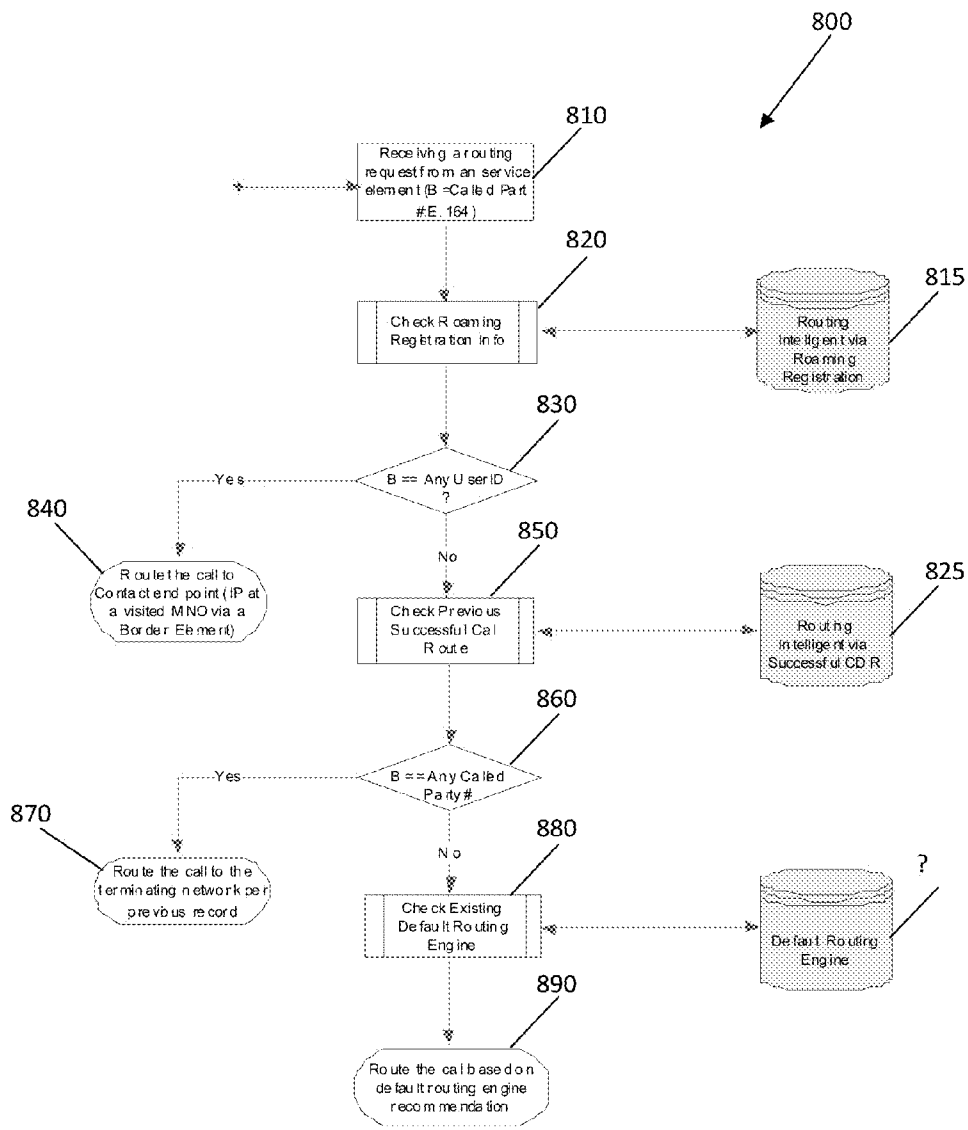 800
810
Receiving a routing
request from an service
element (B =Called Part
#E.164)
820
Check Roaming
Registration Info
815
Routing
Intelligent via
Roaming
Registration
830
B == Any UserID
?
Yes
840
Route the call to
Contact end point (IP at
a visited MNO via a
Border Element)
No
850
Check Previous
Successful Call
Route
825
Routing
Intelligent via
Successful CDR
860
B ==Any Called
Party #
Yes
870
Route the call to the
terminating network per
previous record
No
880
Check Existing
Default Routing
Engine
?
Default Routing
Engine
890
Route the call based on
default routing engine
recommendation